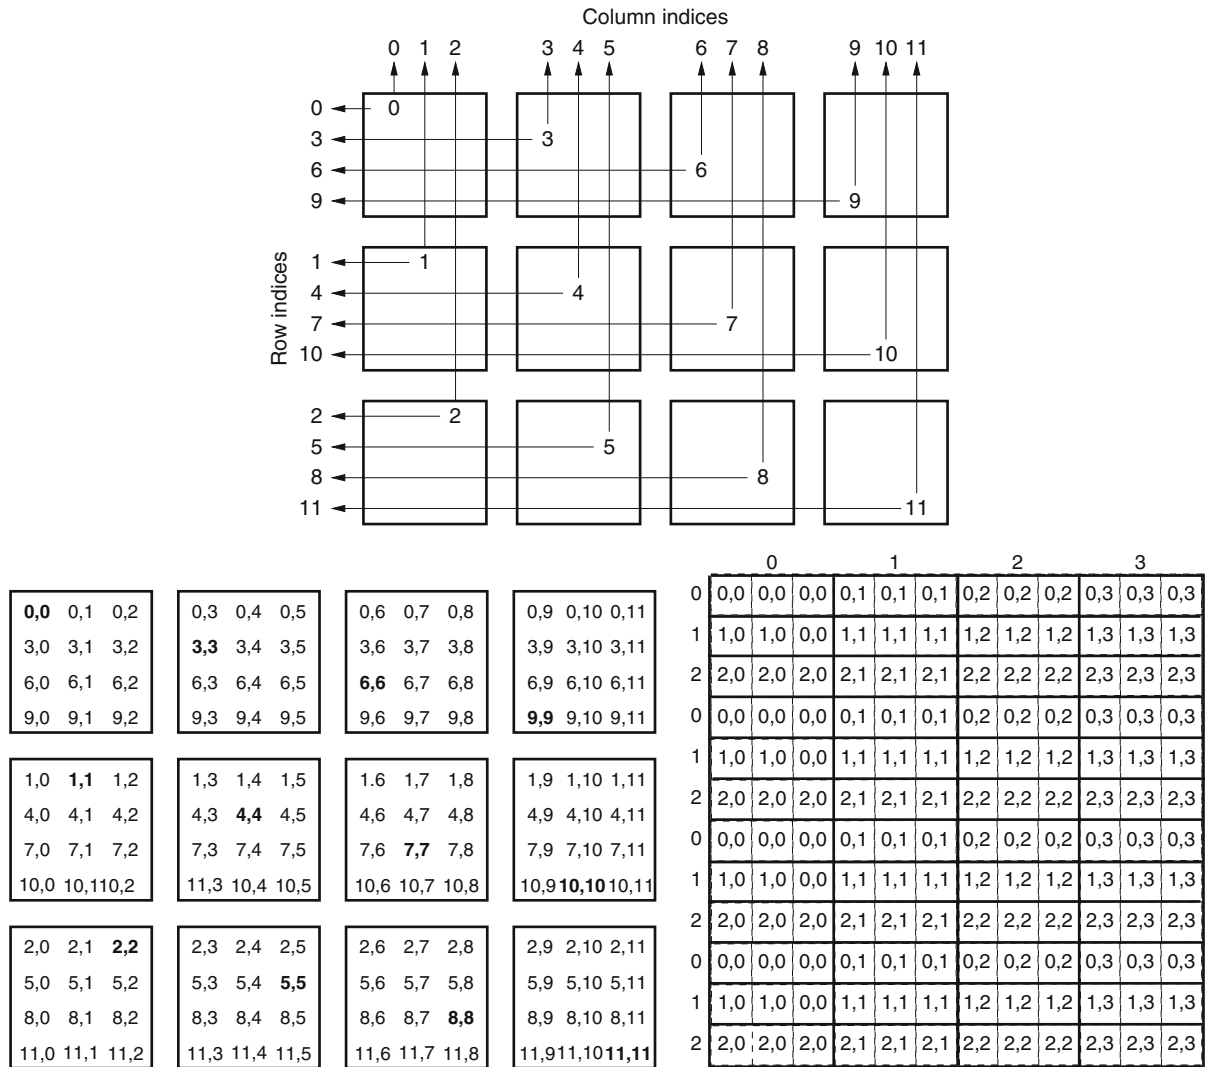 Column indices
0 1 2 3 4 5 6 7 8 9 10 11
0 0
3 3
6 6
9 9
Row indices
1 1
4 4
7 7
10 10
2 2
5 5
8 8
11 11
0,0 0,1 0,2 0,3 0,4 0,5 0,6 0,7 0,8 0,9 0,10 0,11
3,0 3,1 3,2 3,3 3,4 3,5 3,6 3,7 3,8 3,9 3,10 3,11
6,0 6,1 6,2 6,3 6,4 6,5 6,6 6,7 6,8 6,9 6,10 6,11
9,0 9,1 9,2 9,3 9,4 9,5 9,6 9,7 9,8 9,9 9,10 9,11
1,0 1,1 1,2 1,3 1,4 1,5 1.6 1,7 1,8 1,9 1,10 1,11
4,0 4,1 4,2 4,3 4,4 4,5 4,6 4,7 4,8 4,9 4,10 4,11
7,0 7,1 7,2 7,3 7,4 7,5 7,6 7,7 7,8 7,9 7,10 7,11
10,0 10,110,2 11,3 10,4 10,5 10,6 10,7 10,8 10,9 10,10 10,11
2,0 2,1 2,2 2,3 2,4 2,5 2,6 2,7 2,8 2,9 2,10 2,11
5,0 5,1 5,2 5,3 5,4 5,5 5,6 5,7 5,8 5,9 5,10 5,11
8,0 8,1 8,2 8,3 8,4 8,5 8,6 8,7 8,8 8,9 8,10 8,11
11,0 11,1 11,2 11,3 11,4 11,5 11,6 11,7 11,8 11,9 11,10 11,11
0 1 2 3
0 0,0 0,0 0,0 0,1 0,1 0,1 0,2 0,2 0,2 0,3 0,3 0,3
1 1,0 1,0 0,0 1,1 1,1 1,1 1,2 1,2 1,2 1,3 1,3 1,3
2 2,0 2,0 2,0 2,1 2,1 2,1 2,2 2,2 2,2 2,3 2,3 2,3
0 0,0 0,0 0,0 0,1 0,1 0,1 0,2 0,2 0,2 0,3 0,3 0,3
1 1,0 1,0 0,0 1,1 1,1 1,1 1,2 1,2 1,2 1,3 1,3 1,3
2 2,0 2,0 2,0 2,1 2,1 2,1 2,2 2,2 2,2 2,3 2,3 2,3
0 0,0 0,0 0,0 0,1 0,1 0,1 0,2 0,2 0,2 0,3 0,3 0,3
1 1,0 1,0 0,0 1,1 1,1 1,1 1,2 1,2 1,2 1,3 1,3 1,3
2 2,0 2,0 2,0 2,1 2,1 2,1 2,2 2,2 2,2 2,3 2,3 2,3
0 0,0 0,0 0,0 0,1 0,1 0,1 0,2 0,2 0,2 0,3 0,3 0,3
1 1,0 1,0 0,0 1,1 1,1 1,1 1,2 1,2 1,2 1,3 1,3 1,3
2 2,0 2,0 2,0 2,1 2,1 2,1 2,2 2,2 2,2 2,3 2,3 2,3